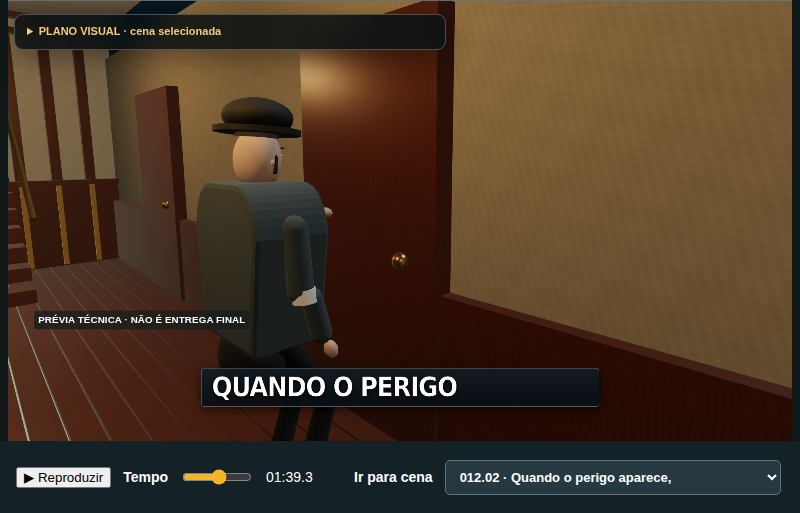 ▶ PLANO VISUAL · cena selecionada
PRÉVIA TÉCNICA · NÃO É ENTREGA FINAL
QUANDO O PERIGO
▶ Reproduzir Tempo 01:39.3 Ir para cena 012.02 · Quando o perigo aparece,